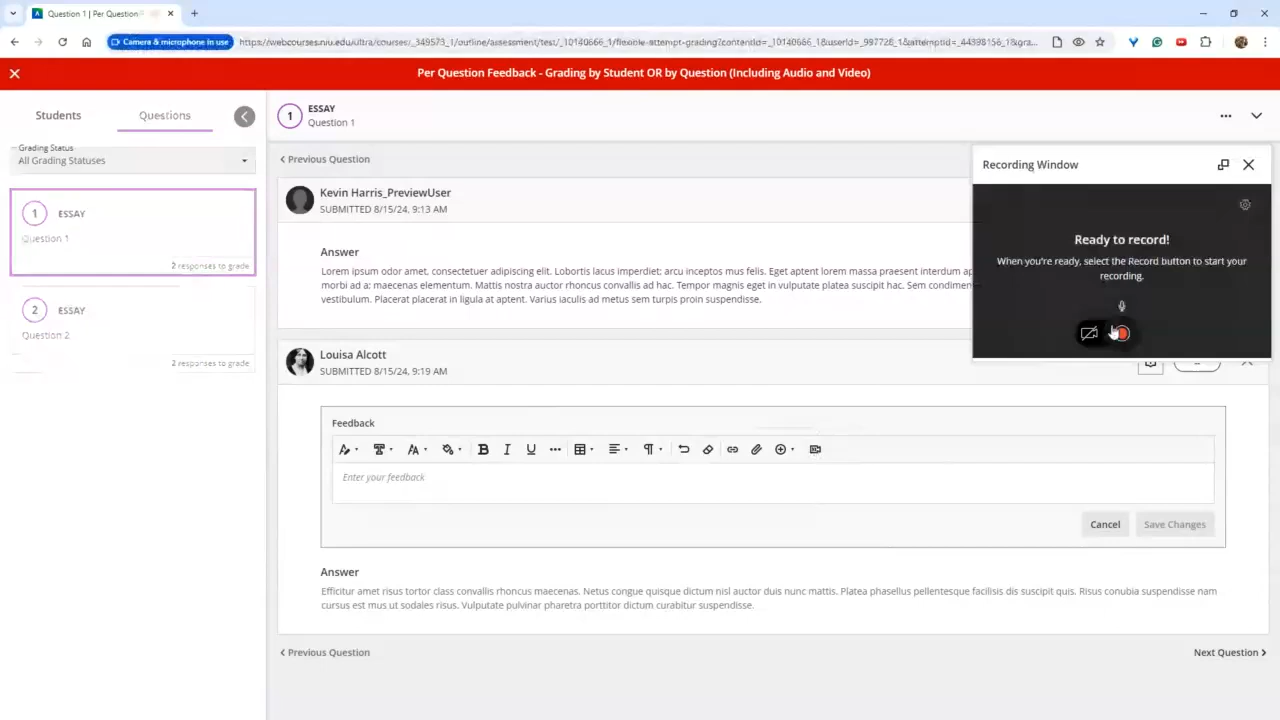 Question 1 | Per Question
Camera & microphone in use
Per Question Feedback - Grading by Student OR by Question (Including Audio and Video)
Students
Questions
Grading Status
All Grading Statuses
1
ESSAY
Question 1
2 responses to grade
2
ESSAY
Question 2
2 responses to grade
1
ESSAY
Question 1
Previous Question
Kevin Harris_PreviewUser
SUBMITTED 8/15/24, 9:13 AM
Answer
Lorem ipsum odor amet, consectetuer adipiscing elit. Lobortis lacus imperdiet; arcu inceptos mus felis. Eget aptent lorem massa praesent interdum ap
morbi ad a; maecenas elementum. Mattis nostra auctor rhoncus convallis ad hac. Tempor magnis eget in vulputate platea suscipit hac. Sem condimen
vestibulum. Placerat placerat in ligula at aptent. Varius iaculis ad metus sem turpis proin suspendisse.
Recording Window
Ready to record!
When you're ready, select the Record button to start your
recording.
Louisa Alcott
SUBMITTED 8/15/24, 9:19 AM
Feedback
Enter your feedback
Cancel
Save Changes
Answer
Efficitur amet risus tortor class convallis rhoncus maecenas. Netus congue quisque dictum nisl auctor duis nunc mattis. Platea phasellus pellentesque facilisis dis suscipit quis. Risus conubia suspendisse nam
cursus est mus ut sodales risus. Vulputate pulvinar pharetra porttitor dictum curabitur suspendisse.
Previous Question
Next Question